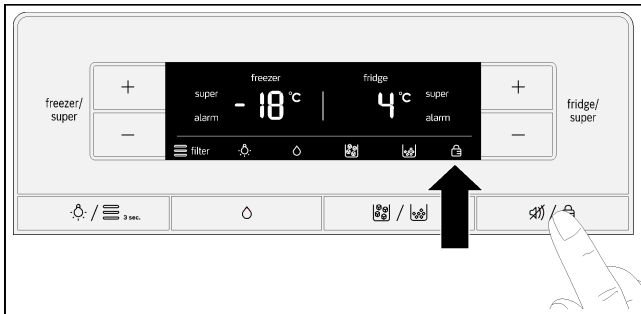 freezer fridge
super super
-18 °C 4 °C
alarm alarm
freezer/
super
+
−
+
−
fridge/
super
filter
/ 3 sec.
/
/